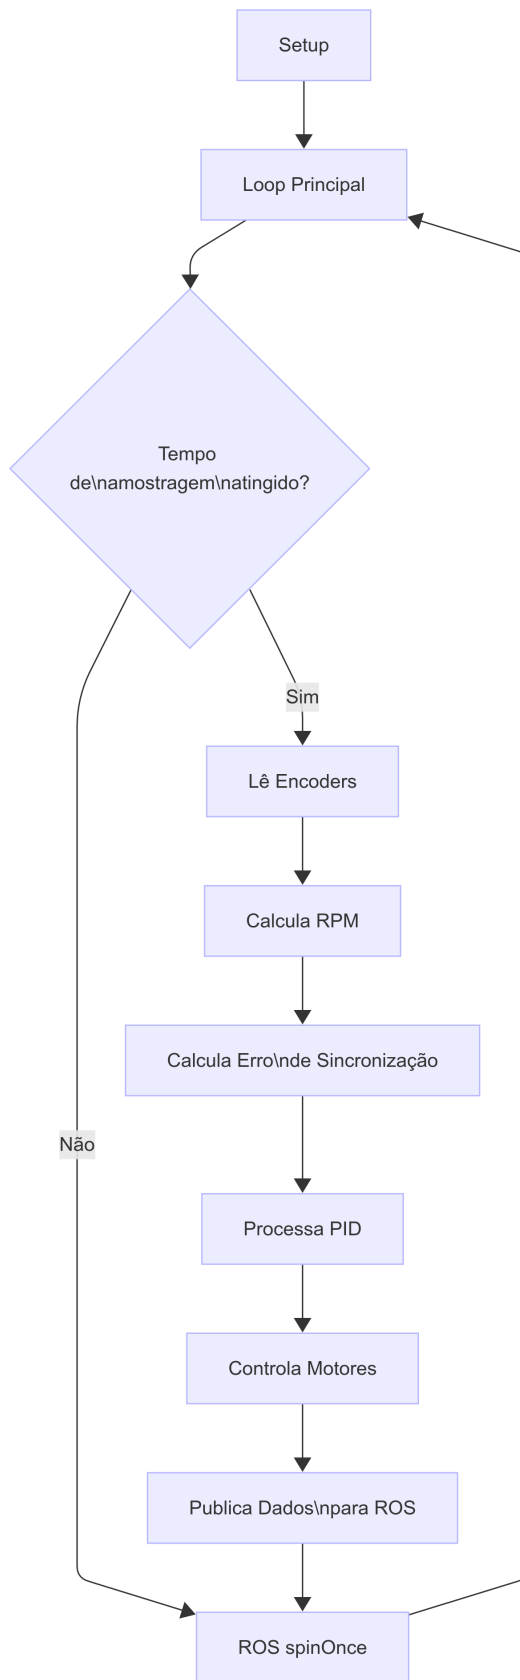 Setup
Loop Principal
Tempo
de\namostragem\natingido?
Sim
Lê Encoders
Calcula RPM
Calcula Erro\nde Sincronização
Não
Processa PID
Controla Motores
Publica Dados\npara ROS
ROS spinOnce